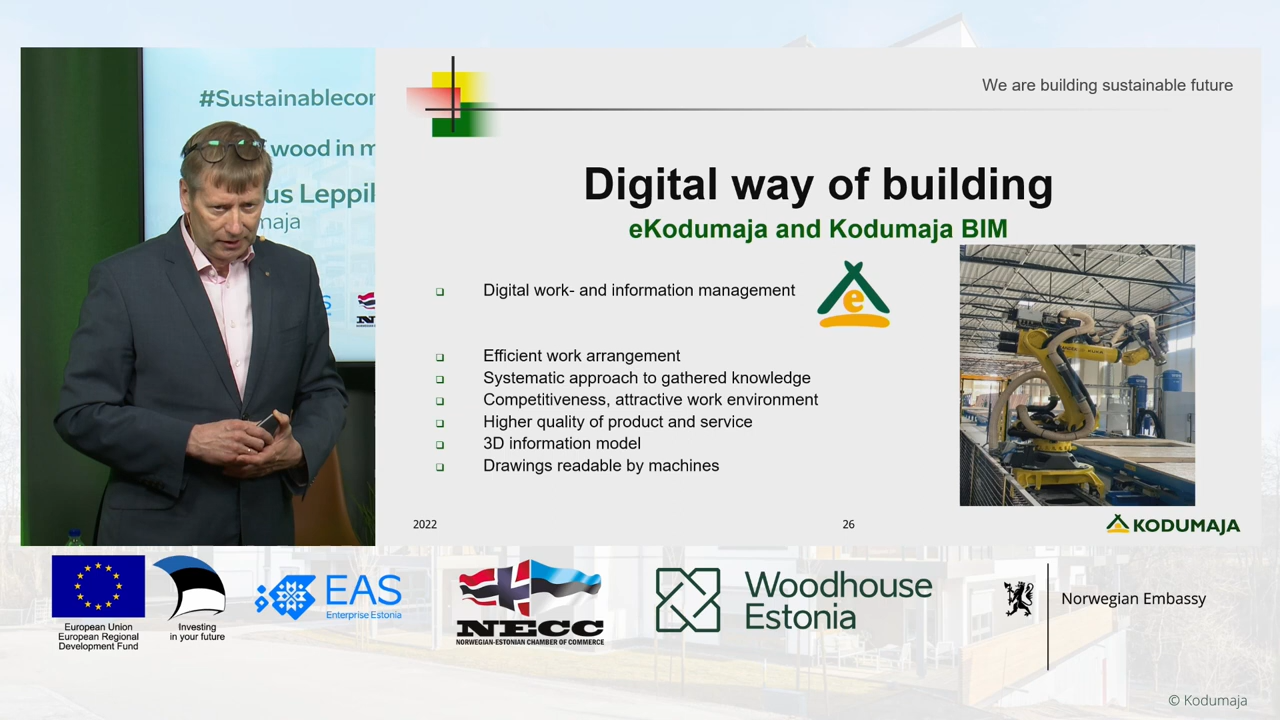 #Sustainablecor
wood in m
us Leppi
maja
We are building sustainable future
Digital way of building
eKodumaja and Kodumaja BIM
Digital work- and information management
e
Efficient work arrangement
Systematic approach to gathered knowledge
Competitiveness, attractive work environment
Higher quality of product and service
3D information model
Drawings readable by machines
2022
26
KODUMAJA
European Union
European Regional
Development Fund
Investing
in your future
EAS
Enterprise Estonia
NECC
NORWEGIAN-ESTONIAN CHAMBER OF COMMERCE
Woodhouse
Estonia
Norwegian Embassy
© Kodumaja